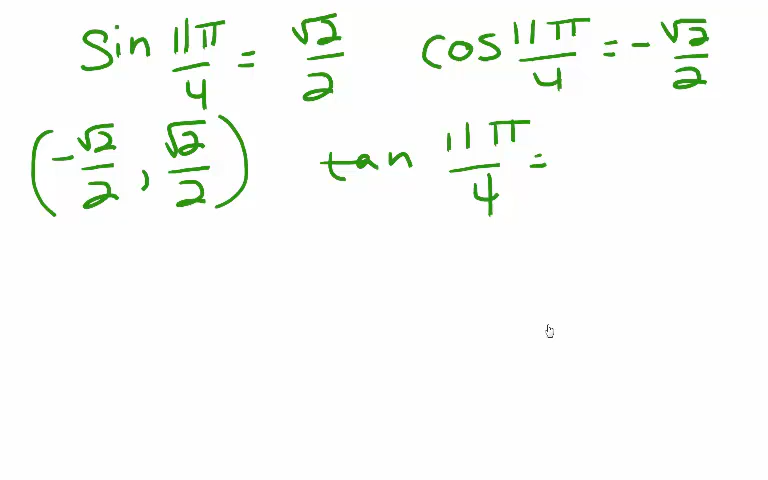 sin 11π/4 = √2/2 cos 11π/4 = - √2/2
(-√2/2, √2/2) tan 11π/4 =